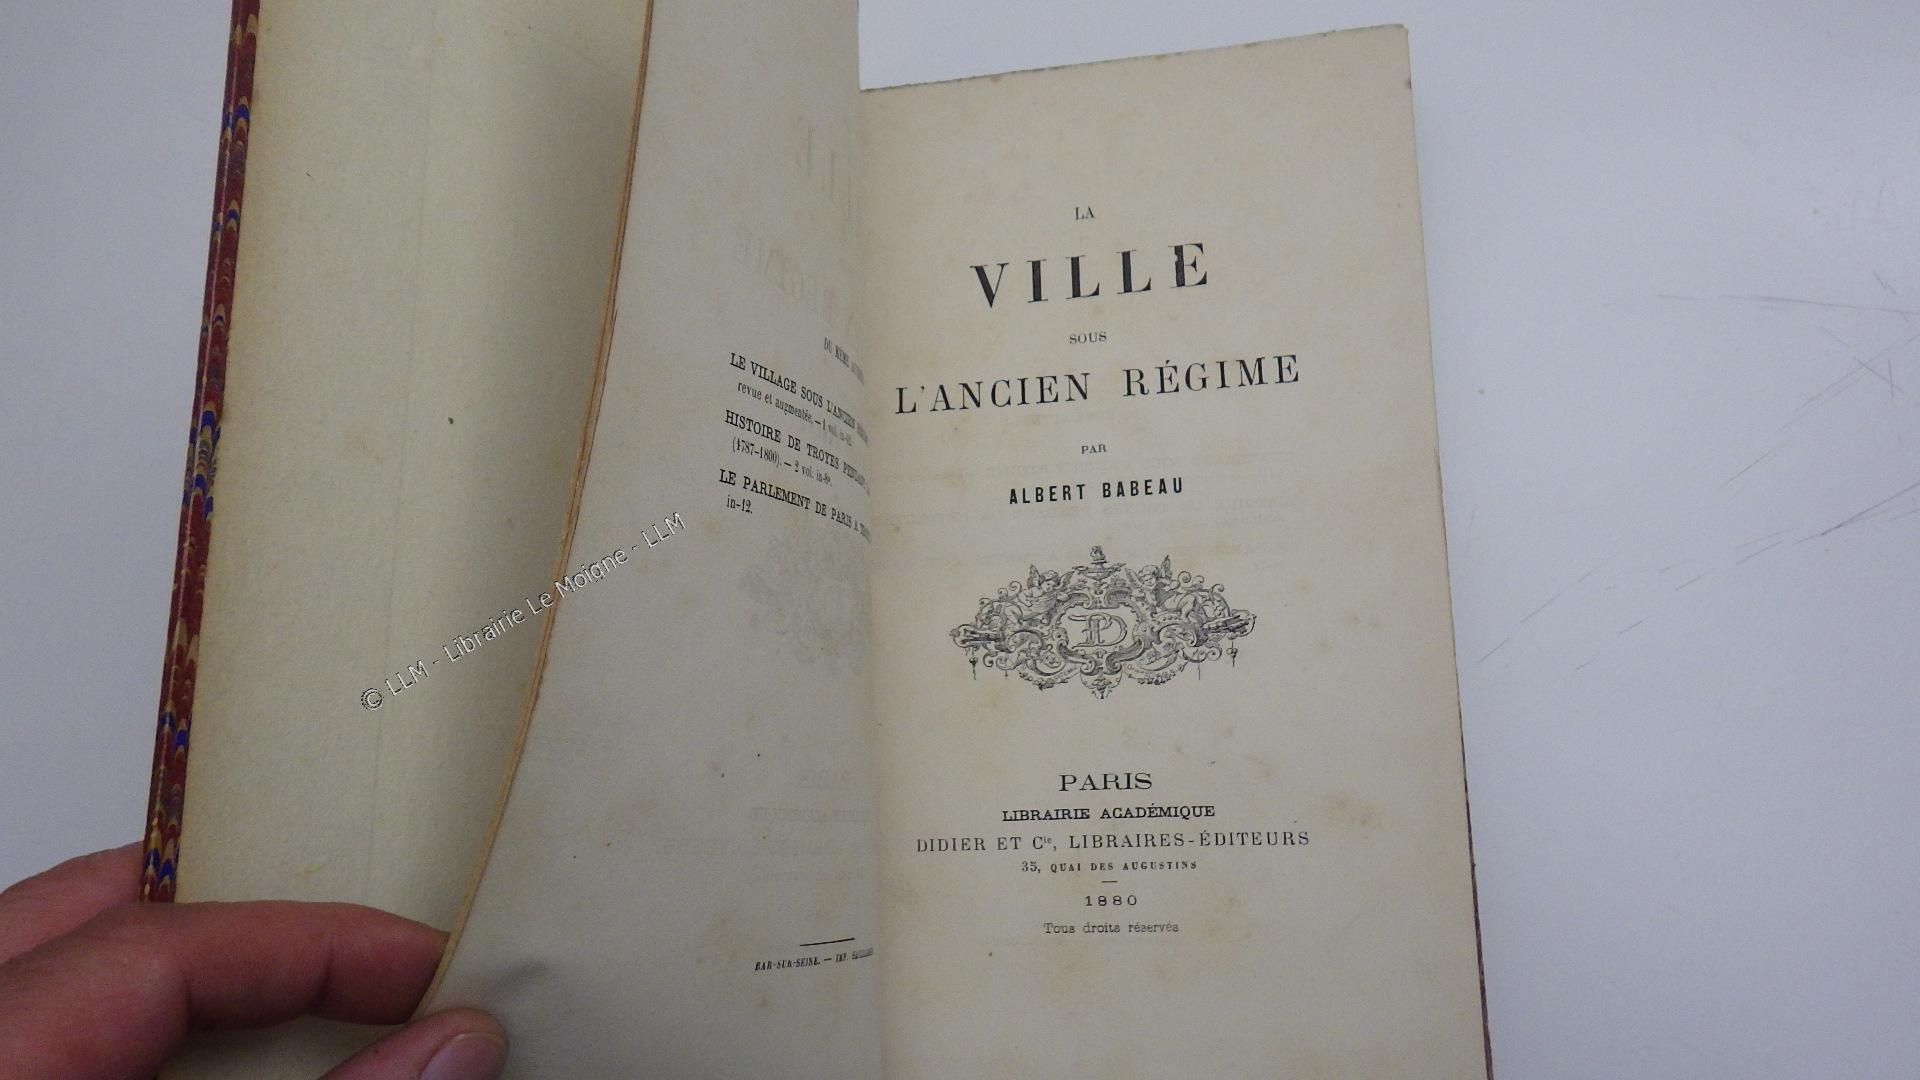 DU MÊME
LE VILLAGE SOUS L'ANCIEN
revue et augmentée. — 1 vol. in-12.
HISTOIRE DE TROYES
(1787-1800). — 2 vol. in-8º.
LE PARLEMENT DE PARIS A
in-12.
BAR-SUR-SEINE. — IMP.
LA
VILLE
SOUS
L'ANCIEN RÉGIME
PAR
ALBERT BABEAU
PARIS
LIBRAIRIE ACADÉMIQUE
DIDIER ET Cie, LIBRAIRES-ÉDITEURS
35, QUAI DES AUGUSTINS
1880
Tous droits réservés
© LLM - Librairie Le Moigne - LLM